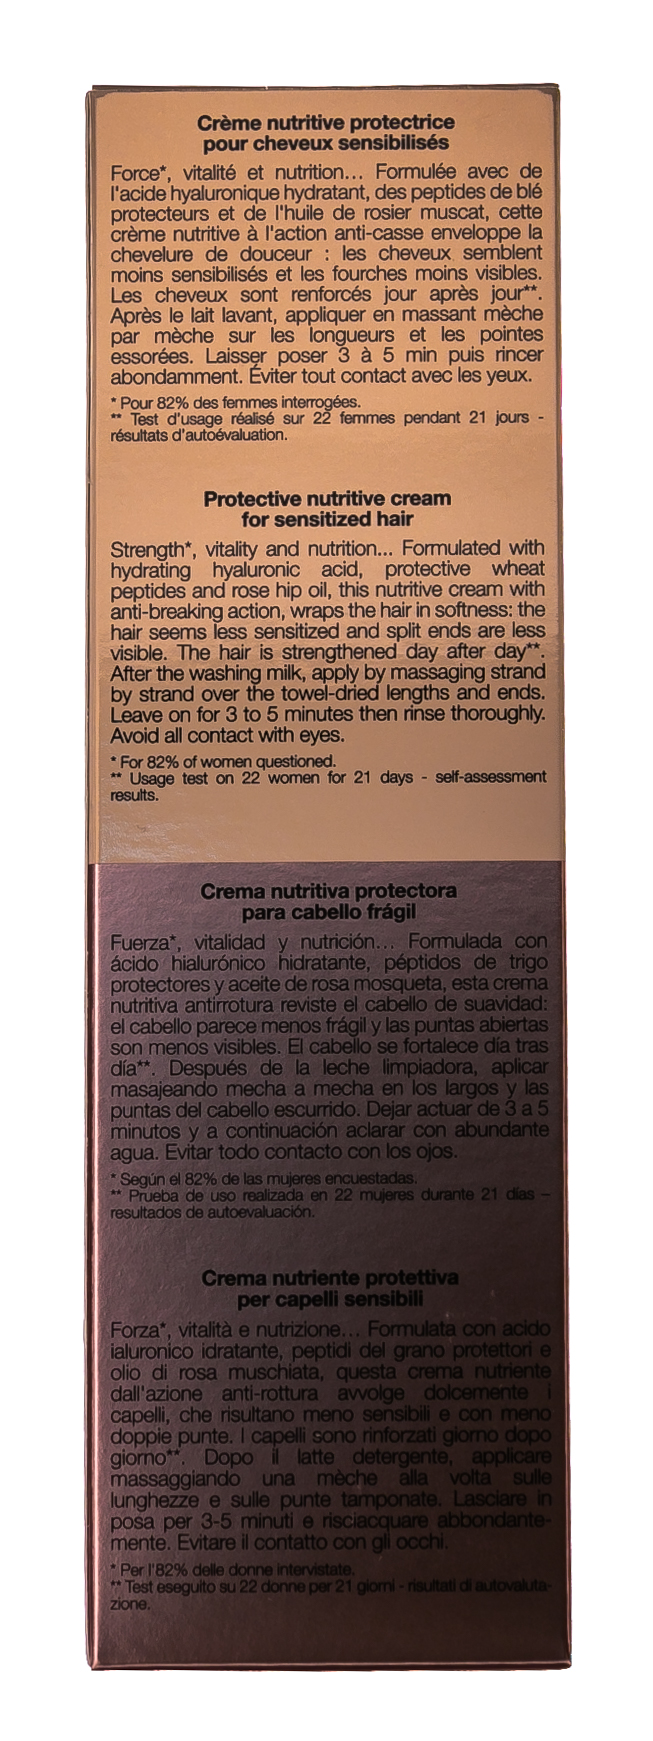 Crème nutritive protectrice
pour cheveux sensibilisés
Force*, vitalité et nutrition... Formulée avec de
l'acide hyaluronique hydratant, des peptides de blé
protecteurs et de l'huile de rosier muscat, cette
crème nutritive à l'action anti-casse enveloppe la
chevelure de douceur : les cheveux semblent
moins sensibilisés et les fourches moins visibles.
Les cheveux sont renforcés jour après jour**.
Après le lait lavant, appliquer en massant mèche
par mèche sur les longueurs et les pointes
essorées. Laisser poser 3 à 5 min puis rincer
abondamment. Éviter tout contact avec les yeux.
* Pour 82% des femmes interrogées.
** Test d'usage réalisé sur 22 femmes pendant 21 jours -
résultats d'autoévaluation.
Protective nutritive cream
for sensitized hair
Strength*, vitality and nutrition... Formulated with
hydrating hyaluronic acid, protective wheat
peptides and rose hip oil, this nutritive cream with
anti-breaking action, wraps the hair in softness: the
hair seems less sensitized and split ends are less
visible. The hair is strengthened day after day**.
After the washing milk, apply by massaging strand
by strand over the towel-dried lengths and ends.
Leave on for 3 to 5 minutes then rinse thoroughly.
Avoid all contact with eyes.
* For 82% of women questioned.
** Usage test on 22 women for 21 days - self-assessment
results.
Crema nutritiva protectora
para cabello frágil
Fuerza*, vitalidad y nutrición... Formulada con
ácido hialurónico hidratante, péptidos de trigo
protectores y aceite de rosa mosqueta, esta crema
nutritiva antirrotura reviste el cabello de suavidad:
el cabello parece menos frágil y las puntas abiertas
son menos visibles. El cabello se fortalece día tras
día**. Después de la leche limpiadora, aplicar
masajeando mecha a mecha en los largos y las
puntas del cabello escurrido. Dejar actuar de 3 a 5
minutos y a continuación aclarar con abundante
agua. Evitar todo contacto con los ojos.
* Según el 82% de las mujeres encuestadas.
** Prueba de uso realizada en 22 mujeres durante 21 días –
resultados de autoevaluación.
Crema nutriente protettiva
per capelli sensibili
Forza*, vitalità e nutrizione... Formulata con acido
ialuronico idratante, peptidi del grano protettori e
olio di rosa muschiata, questa crema nutriente
dall'azione anti-rottura avvolge dolcemente i
capelli, che risultano meno sensibili e con meno
doppie punte. I capelli sono rinforzati giorno dopo
giorno**. Dopo il latte detergente, applicare
massaggiando una mèche alla volta sulle
lunghezze e sulle punte tamponate. Lasciare in
posa per 3-5 minuti e risciacquare abbondante-
mente. Evitare il contatto con gli occhi.
* Per l'82% delle donne intervistate.
** Test eseguito su 22 donne per 21 giorni - risultati di autovaluta-
zione.